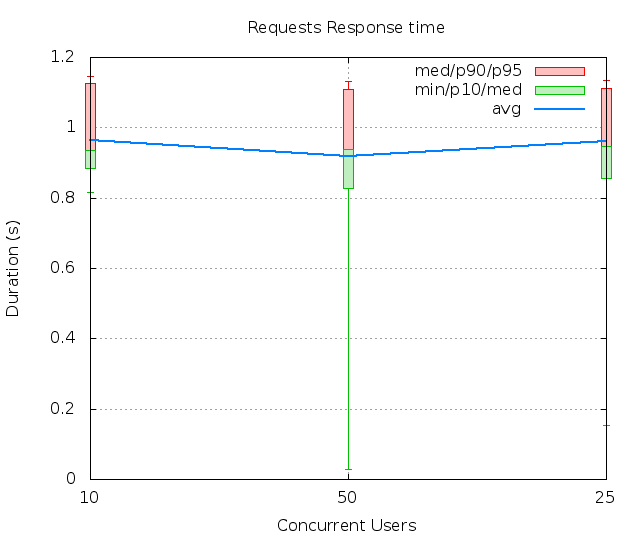 Requests Response time
1.2
1
0.8
0.6
0.4
0.2
0
Duration (s)
med/p90/p95
min/p10/med
avg
10 50 25
Concurrent Users